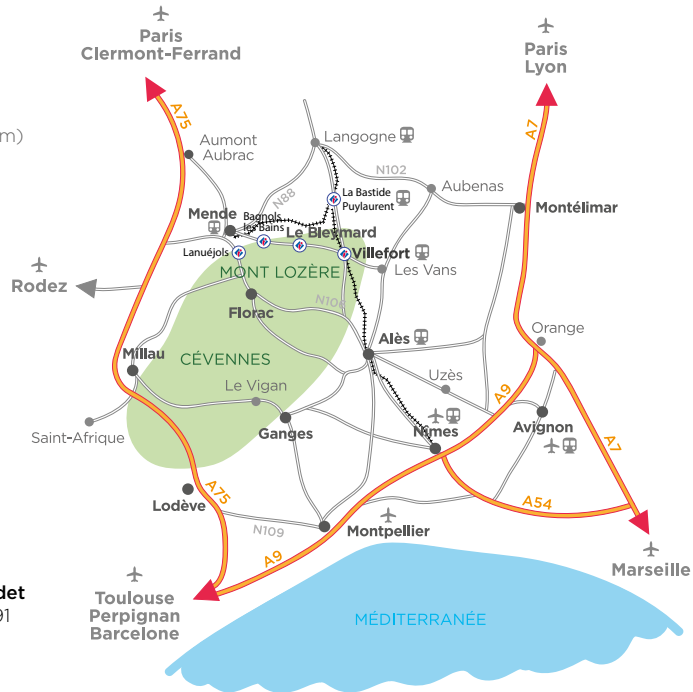 Paris
Clermont-Ferrand
Paris
Lyon
A75
A7
m)
Aumont
Aubrac
Langogne
N102
N88
La Bastide
Puylaurent
Aubenas
Mende
Bagnols
les Bains
Le Bleymard
Montélimar
Lanuéjols
Villefort
MONT LOZÈRE
Les Vans
Rodez
Florac
N106
Orange
Alès
Millau
CÉVENNES
Uzès
A9
Le Vigan
Saint-Afrique
Ganges
Nîmes
Avignon
A7
Lodève
A75
A54
N109
Montpellier
A9
Marseille
det
91
Toulouse
Perpignan
Barcelone
MÉDITERRANÉE